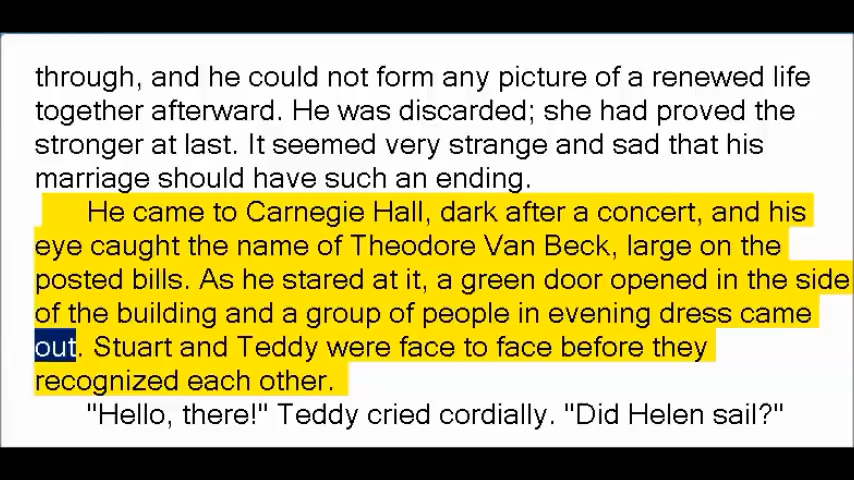 through, and he could not form any picture of a renewed life
together afterward. He was discarded; she had proved the
stronger at last. It seemed very strange and sad that his
marriage should have such an ending.
He came to Carnegie Hall, dark after a concert, and his
eye caught the name of Theodore Van Beck, large on the
posted bills. As he stared at it, a green door opened in the side
of the building and a group of people in evening dress came
out. Stuart and Teddy were face to face before they
recognized each other.
"Hello, there!" Teddy cried cordially. "Did Helen sail?"